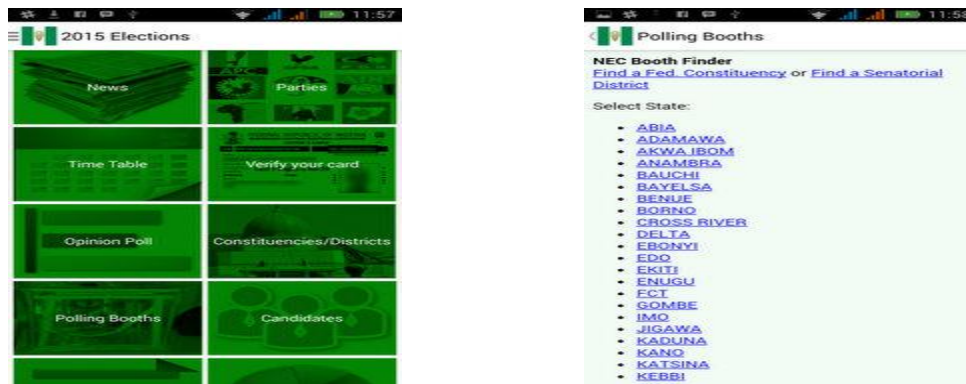 11:57
2015 Elections
News
Parties
Time Table
Verify your card
Opinion Poll
Constituencies/Districts
Polling Booths
Candidates
11:58
Polling Booths
NEC Booth Finder
Find a Fed. Constituency or Find a Senatorial
District
Select State:
ABIA
ADAMAWA
AKWA IBOM
ANAMBRA
BAUCHI
BAYELSA
BENUE
BORNO
CROSS RIVER
DELTA
EBONYI
EDO
EKITI
ENUGU
FCT
GOMBE
IMO
JIGAWA
KADUNA
KANO
KATSINA
KEBBI